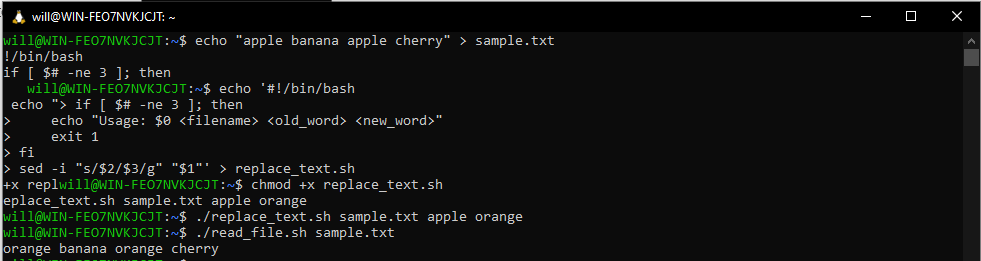 will@WIN-FEO7NVKJCJT: ~
will@WIN-FEO7NVKJCJT:~$ echo "apple banana apple cherry" > sample.txt
!/bin/bash
if [ $# -ne 3 ]; then
   will@WIN-FEO7NVKJCJT:~$ echo '#!/bin/bash
 echo "> if [ $# -ne 3 ]; then
>     echo "Usage: $0 <filename> <old_word> <new_word>"
>     exit 1
> fi
> sed -i "s/$2/$3/g" "$1"' > replace_text.sh
+x replwill@WIN-FEO7NVKJCJT:~$ chmod +x replace_text.sh
eplace_text.sh sample.txt apple orange
will@WIN-FEO7NVKJCJT:~$ ./replace_text.sh sample.txt apple orange
will@WIN-FEO7NVKJCJT:~$ ./read_file.sh sample.txt
orange banana orange cherry